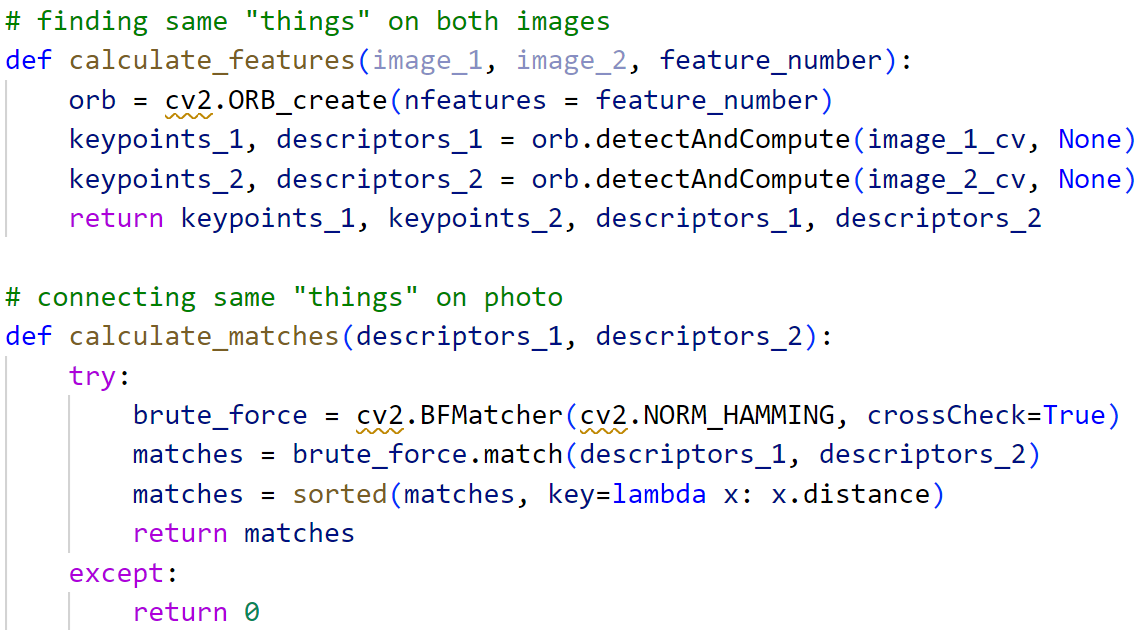 # finding same "things" on both images
def calculate_features(image_1, image_2, feature_number):
    orb = cv2.ORB_create(nfeatures = feature_number)
    keypoints_1, descriptors_1 = orb.detectAndCompute(image_1_cv, None)
    keypoints_2, descriptors_2 = orb.detectAndCompute(image_2_cv, None)
    return keypoints_1, keypoints_2, descriptors_1, descriptors_2

# connecting same "things" on photo
def calculate_matches(descriptors_1, descriptors_2):
    try:
        brute_force = cv2.BFMatcher(cv2.NORM_HAMMING, crossCheck=True)
        matches = brute_force.match(descriptors_1, descriptors_2)
        matches = sorted(matches, key=lambda x: x.distance)
        return matches
    except:
        return 0